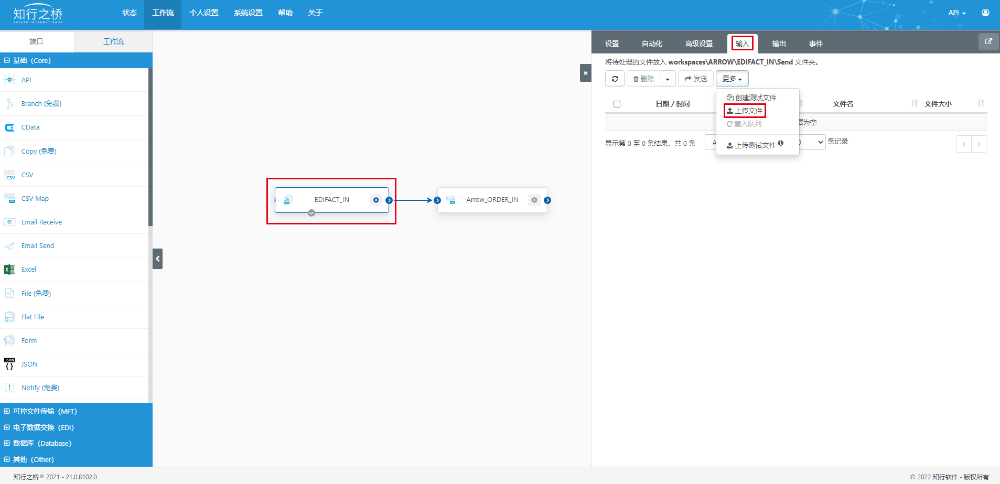 知行之桥
ARCESB INTERNATIONAL
状态 工作流 个人设置 系统设置 帮助 关于
API
端口 工作流
基础（Core）
API
Branch (免费)
CData
Copy (免费)
CSV
CSV Map
Email Receive
Email Send
Excel
File (免费)
Flat File
Form
JSON
Notify (免费)
可控文件传输（MFT）
电子数据交换（EDI）
数据库（Database）
其他（Other）
EDIFACT_IN
Arrow_ORDER_IN
设置 自动化 高级设置 输入 输出 事件
将待处理的文件放入 workspaces\ARROW\EDIFACT_IN\Send 文件夹。
删除 发送 更多
日期 / 时间 文件名 文件大小
创建测试文件
上传文件
重入队列
上传测试文件
据为空
显示第 0 至 0 条结果，共 0 条 A 0 条记录
知行之桥® 2021 - 21.0.8102.0
© 2022 知行软件 - 版权所有